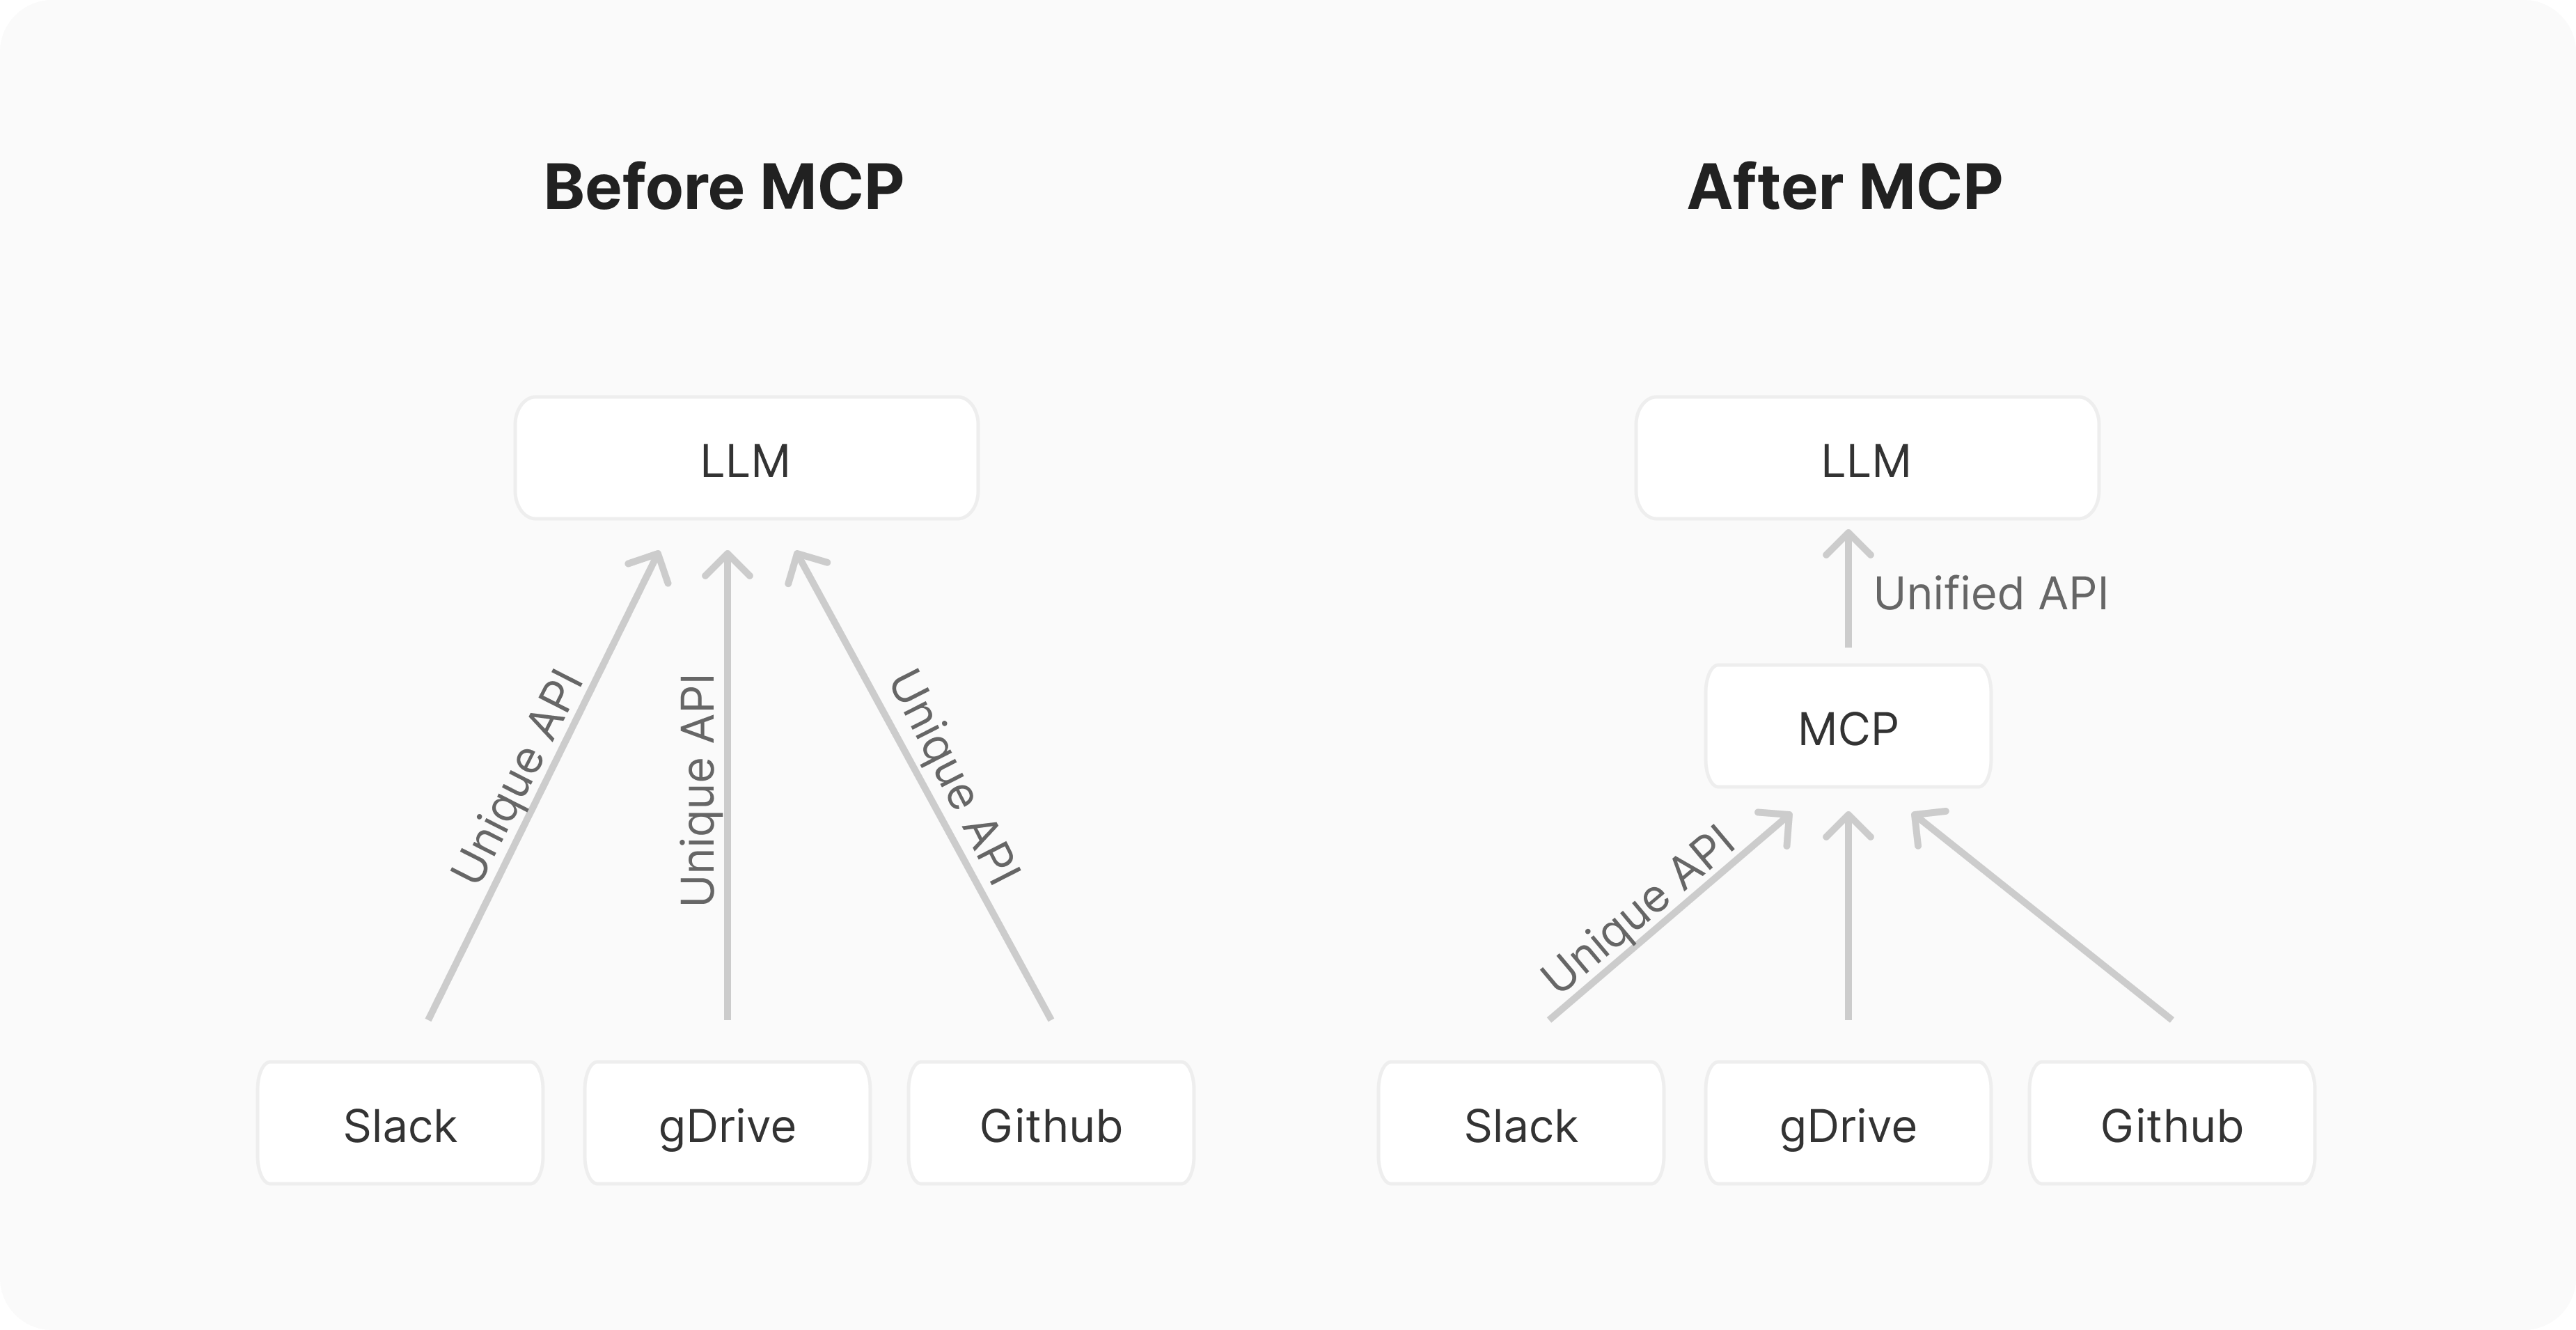 Before MCP
LLM
Unique API
Unique API
Unique API
Slack
gDrive
Github
After MCP
LLM
Unified API
MCP
Unique API
Slack
gDrive
Github